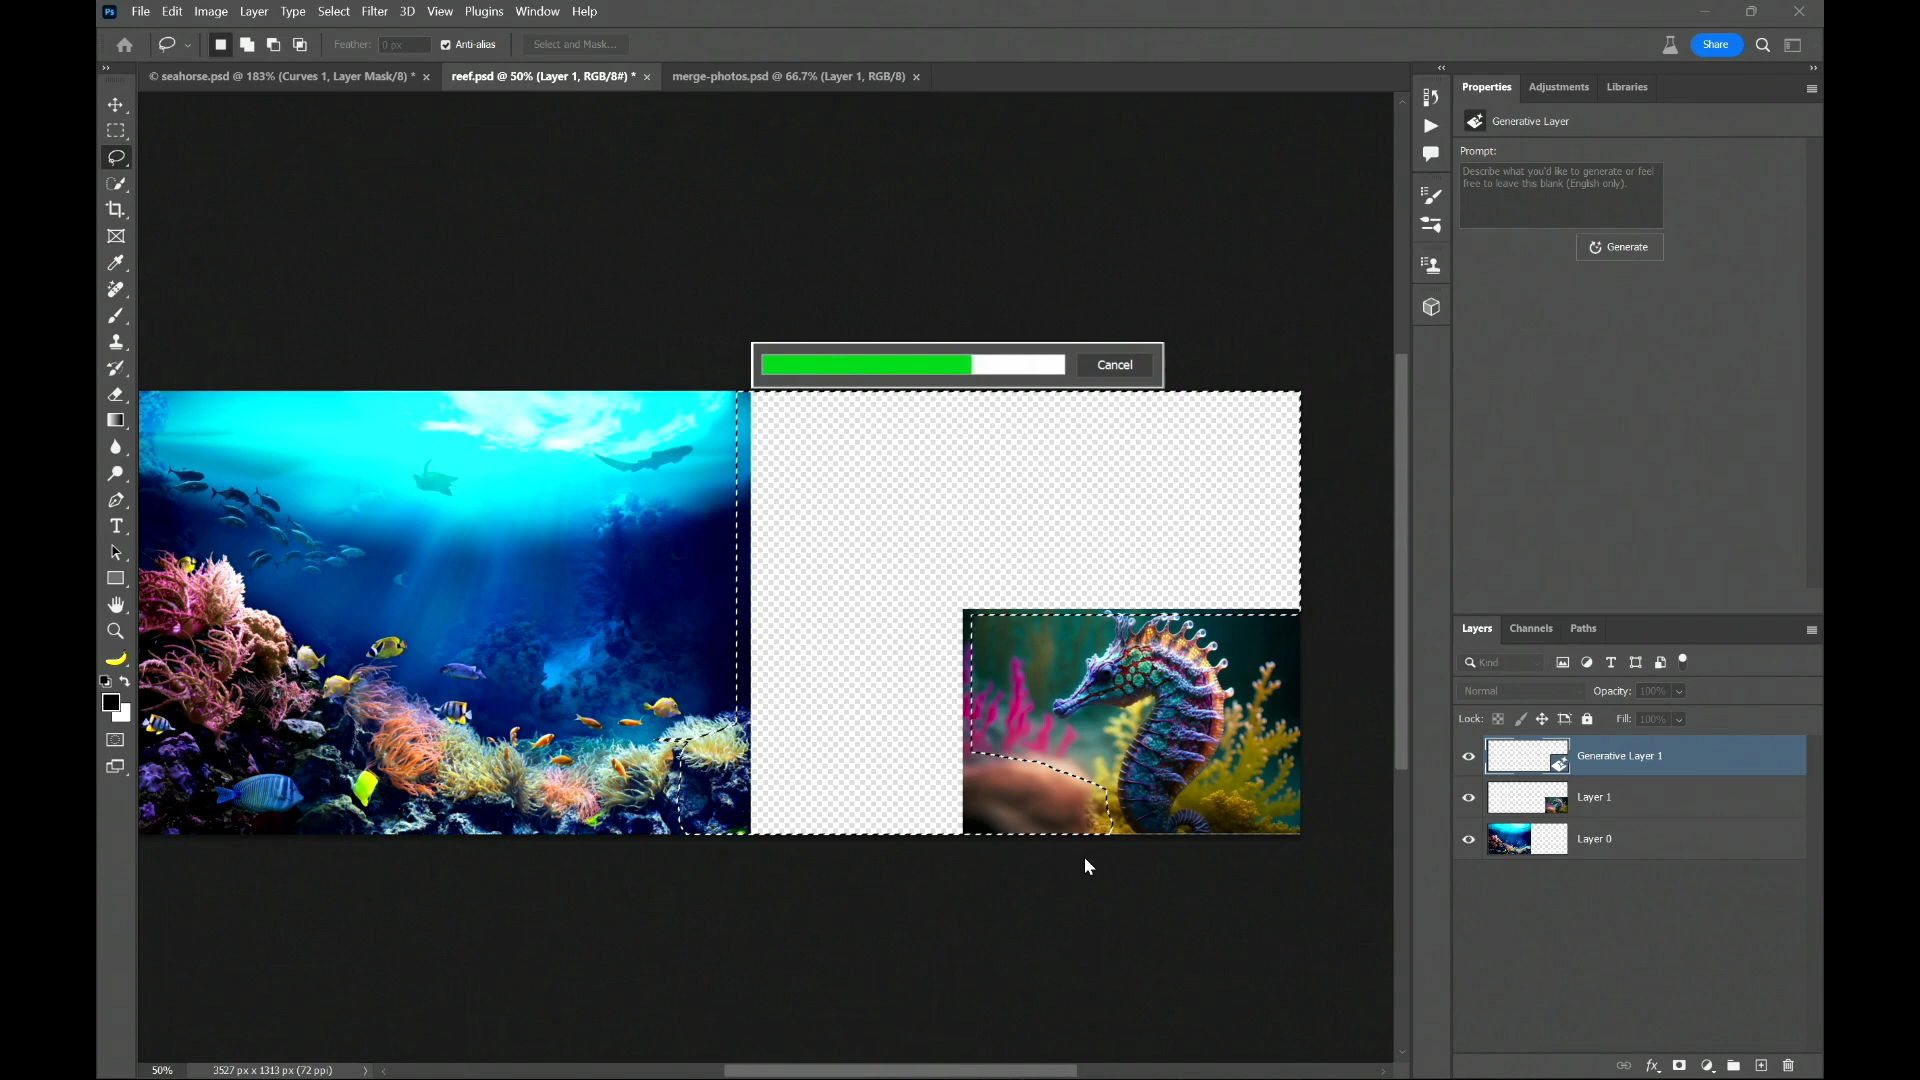 Ps File Edit Image Layer Type Select Filter 3D View Plugins Window Help
Feather: 0 px Anti-alias Select and Mask... Share
© seahorse.psd @ 183% (Curves 1, Layer Mask/8) * × reef.psd @ 50% (Layer 1, RGB/8#) * × merge-photos.psd @ 66.7% (Layer 1, RGB/8) ×
Properties Adjustments Libraries
Generative Layer
Prompt:
Describe what you'd like to generate or feel
free to leave this blank (English only).
Generate
Cancel
Layers Channels Paths
Kind
Normal Opacity: 100%
Lock: Fill: 100%
Generative Layer 1
Layer 1
Layer 0
50% 3527 px x 1313 px (72 ppi)